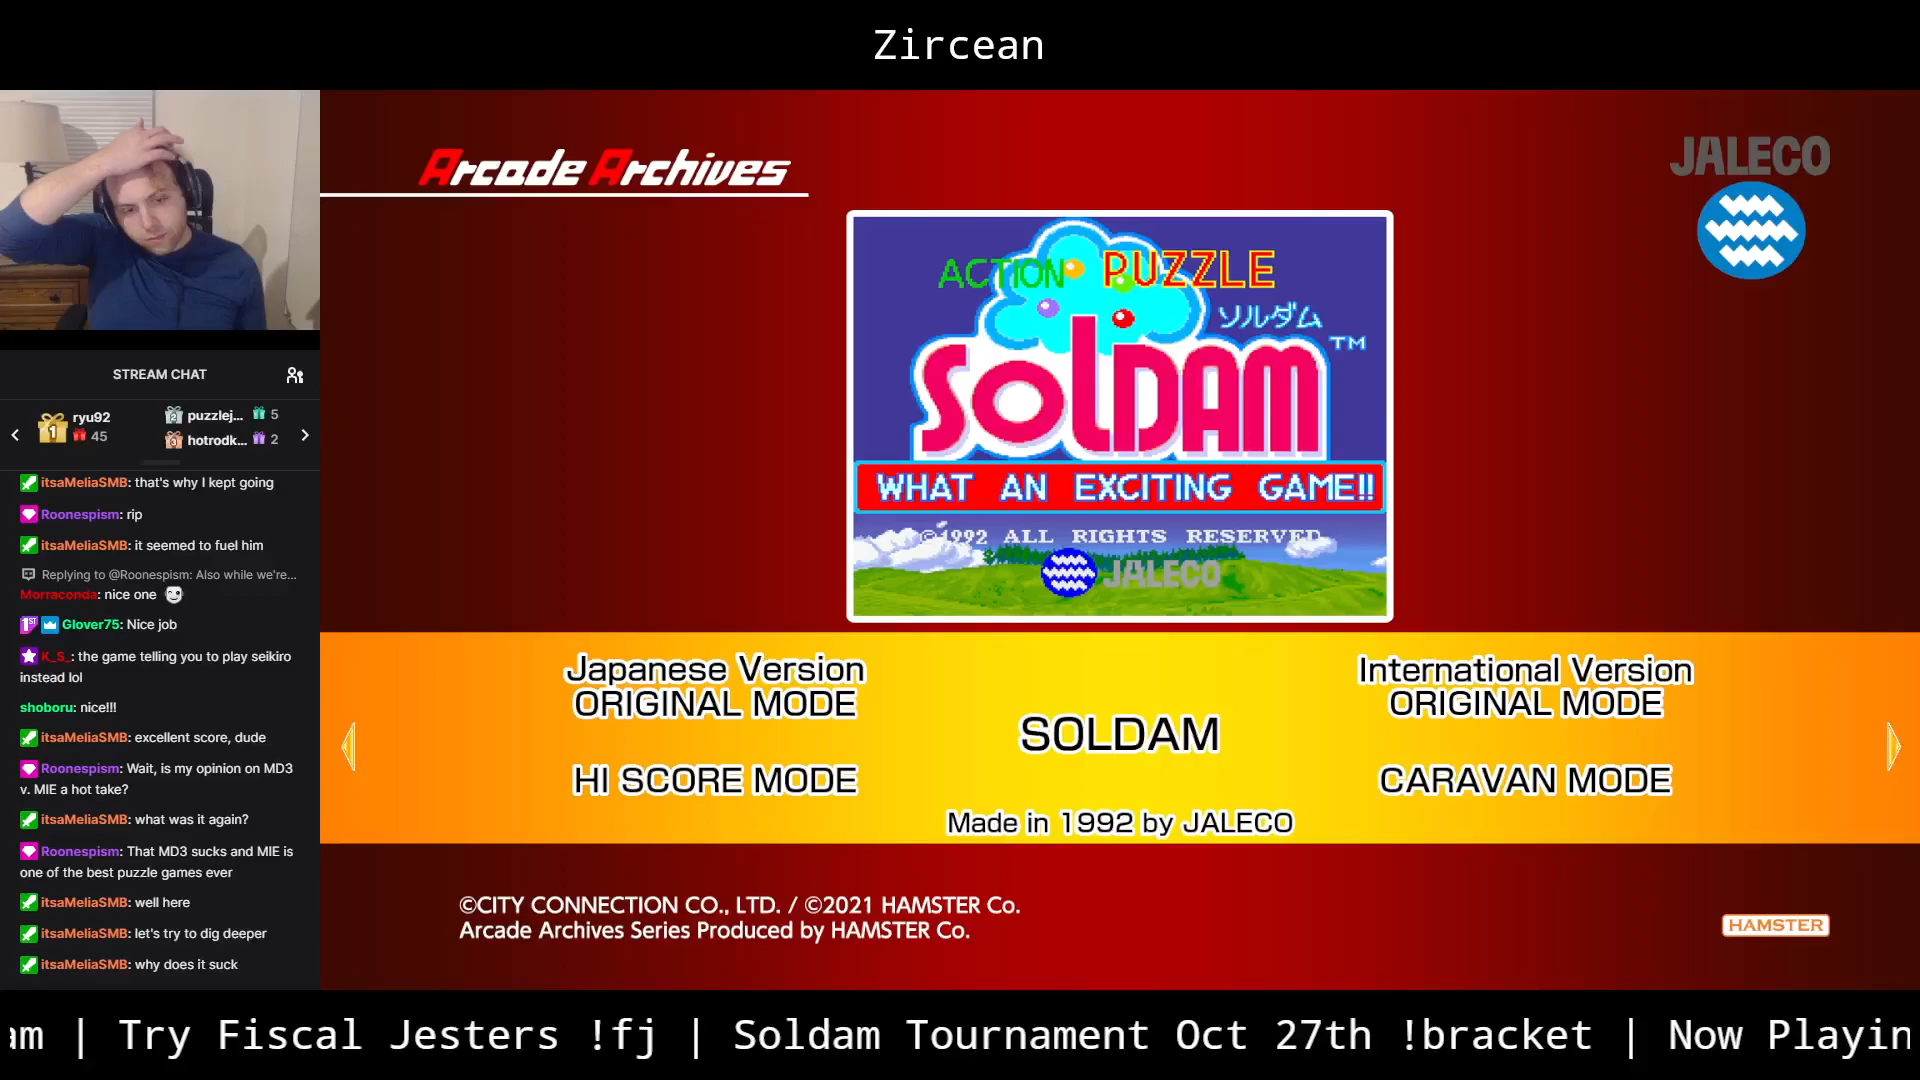 Zircean
Arcade Archives
JALECO
ACTION PUZZLE
ソルダム
SOLDAM
TM
WHAT AN EXCITING GAME!!
©1992 ALL RIGHTS RESERVED
JALECO
Japanese Version
ORIGINAL MODE
HI SCORE MODE
SOLDAM
Made in 1992 by JALECO
International Version
ORIGINAL MODE
CARAVAN MODE
©CITY CONNECTION CO., LTD. / ©2021 HAMSTER Co.
Arcade Archives Series Produced by HAMSTER Co.
HAMSTER
STREAM CHAT
1 ryu92
45
2 puzzlej... 5
3 hotrodk... 2
itsaMeliaSMB: that's why I kept going
Roonespism: rip
itsaMeliaSMB: it seemed to fuel him
Replying to @Roonespism: Also while we're...
Morraconda: nice one
1ST Glover75: Nice job
K_S_: the game telling you to play seikiro
instead lol
shoboru: nice!!!
itsaMeliaSMB: excellent score, dude
Roonespism: Wait, is my opinion on MD3
v. MIE a hot take?
itsaMeliaSMB: what was it again?
Roonespism: That MD3 sucks and MIE is
one of the best puzzle games ever
itsaMeliaSMB: well here
itsaMeliaSMB: let's try to dig deeper
itsaMeliaSMB: why does it suck
am | Try Fiscal Jesters !fj | Soldam Tournament Oct 27th !bracket | Now Playin